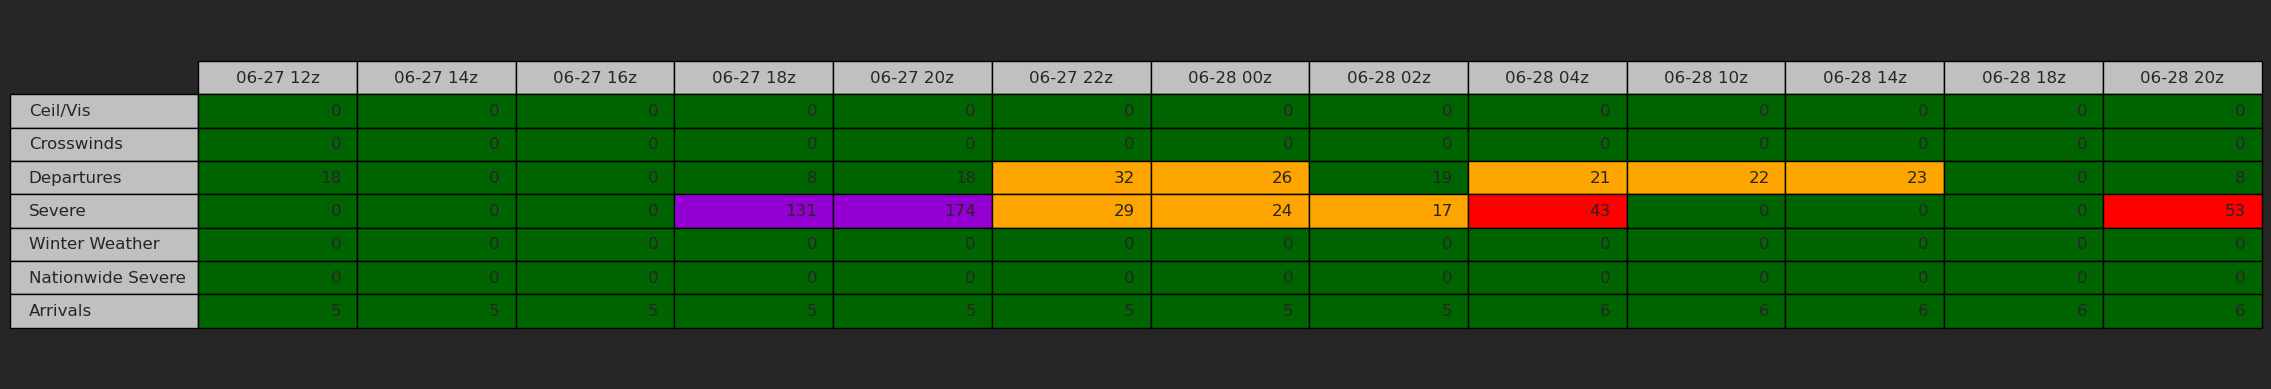 06-27 12z 06-27 14z 06-27 16z 06-27 18z 06-27 20z 06-27 22z 06-28 00z 06-28 02z 06-28 04z 06-28 10z 06-28 14z 06-28 18z 06-28 20z
Ceil/Vis 0 0 0 0 0 0 0 0 0 0 0 0 0
Crosswinds 0 0 0 0 0 0 0 0 0 0 0 0 0
Departures 18 0 0 8 18 32 26 19 21 22 23 0 8
Severe 0 0 0 131 174 29 24 17 43 0 0 0 53
Winter Weather 0 0 0 0 0 0 0 0 0 0 0 0 0
Nationwide Severe 0 0 0 0 0 0 0 0 0 0 0 0 0
Arrivals 5 5 5 5 5 5 5 5 6 6 6 6 6